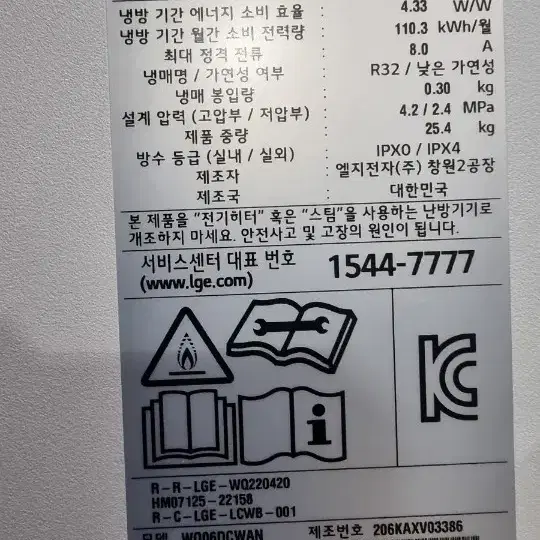 냉방 기간 에너지 소비 효율 : 4.33 W/W
냉방 기간 월간 소비 전력량 : 110.3 kWh/월
최대 정격 전류 : 8.0 A
냉매명 / 가연성 여부 : R32 / 낮은 가연성
냉매 봉입량 : 0.30 kg
설계 압력 (고압부 / 저압부) : 4.2 / 2.4 MPa
제품 중량 : 25.4 kg
방수 등급 (실내 / 실외) : IPX0 / IPX4
제조자 : 엘지전자(주) 창원2공장
제조국 : 대한민국
본 제품을 "전기히터" 혹은 "스팀"을 사용하는 난방기기로
개조하지 마세요. 안전사고 및 고장의 원인이 됩니다.
서비스센터 대표 번호 1544-7777
(www.lge.com)
R-R-LGE-WQ220420
HM07125-22158
R-C-LGE-LCWB-001
모델 WQ06DCWAN 제조번호 206KAXV03386